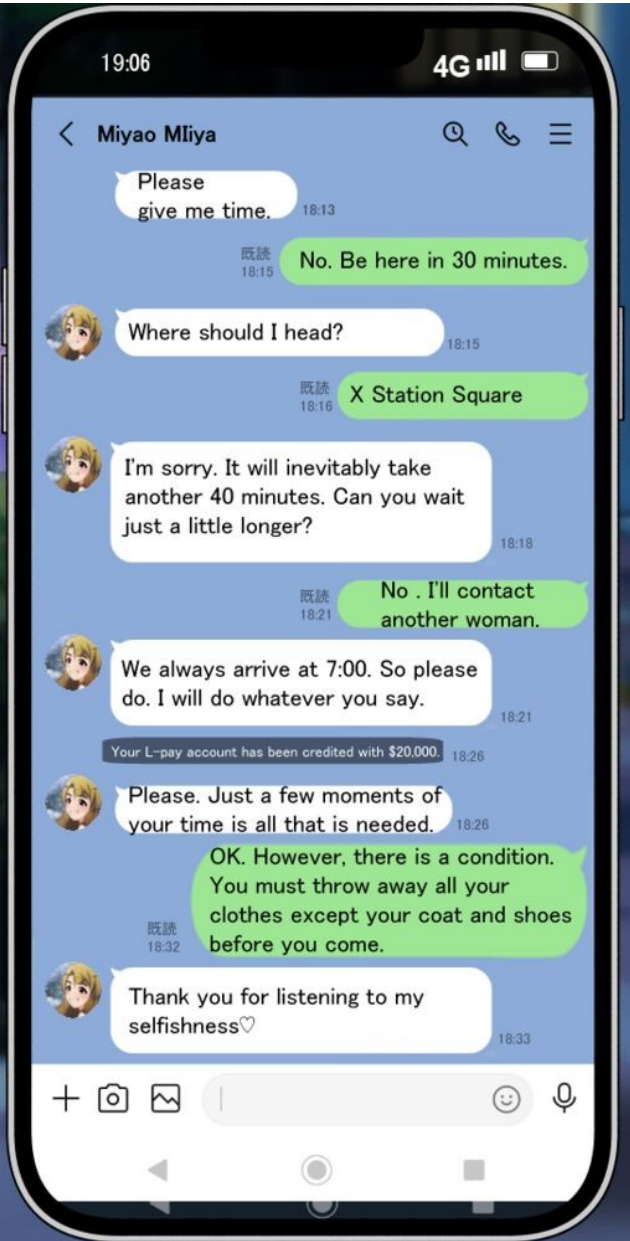 19:06
4G
Miyao MIiya
Please
give me time.
18:13
既読
18:15
No. Be here in 30 minutes.
Where should I head?
18:15
既読
18:16
X Station Square
I'm sorry. It will inevitably take
another 40 minutes. Can you wait
just a little longer?
18:18
既読
18:21
No . I'll contact
another woman.
We always arrive at 7:00. So please
do. I will do whatever you say.
18:21
Your L-pay account has been credited with $20,000.
18:26
Please. Just a few moments of
your time is all that is needed.
18:26
OK. However, there is a condition.
You must throw away all your
clothes except your coat and shoes
before you come.
既読
18:32
Thank you for listening to my
selfishness♡
18:33